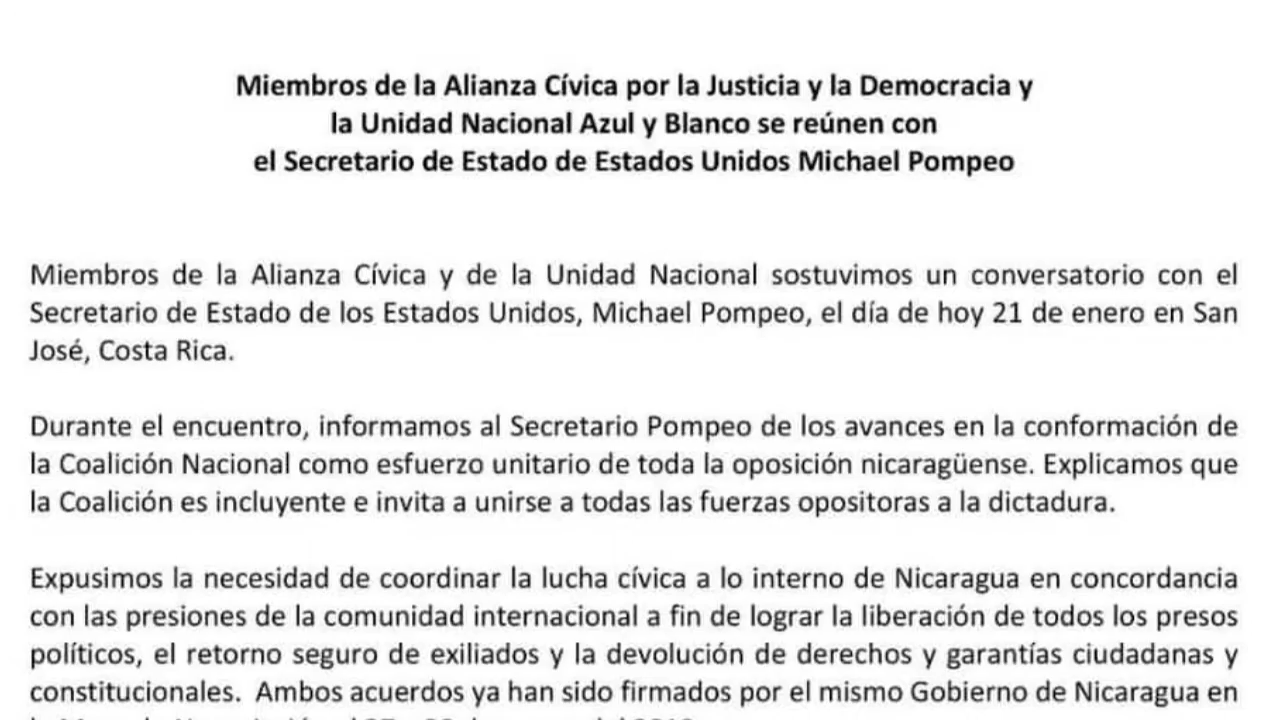 Miembros de la Alianza Cívica por la Justicia y la Democracia y
la Unidad Nacional Azul y Blanco se reúnen con
el Secretario de Estado de Estados Unidos Michael Pompeo
Miembros de la Alianza Cívica y de la Unidad Nacional sostuvimos un conversatorio con el
Secretario de Estado de los Estados Unidos, Michael Pompeo, el día de hoy 21 de enero en San
José, Costa Rica.
Durante el encuentro, informamos al Secretario Pompeo de los avances en la conformación de
la Coalición Nacional como esfuerzo unitario de toda la oposición nicaragüense. Explicamos que
la Coalición es incluyente e invita a unirse a todas las fuerzas opositoras a la dictadura.
Expusimos la necesidad de coordinar la lucha cívica a lo interno de Nicaragua en concordancia
con las presiones de la comunidad internacional a fin de lograr la liberación de todos los presos
políticos, el retorno seguro de exiliados y la devolución de derechos y garantías ciudadanas y
constitucionales. Ambos acuerdos ya han sido firmados por el mismo Gobierno de Nicaragua en